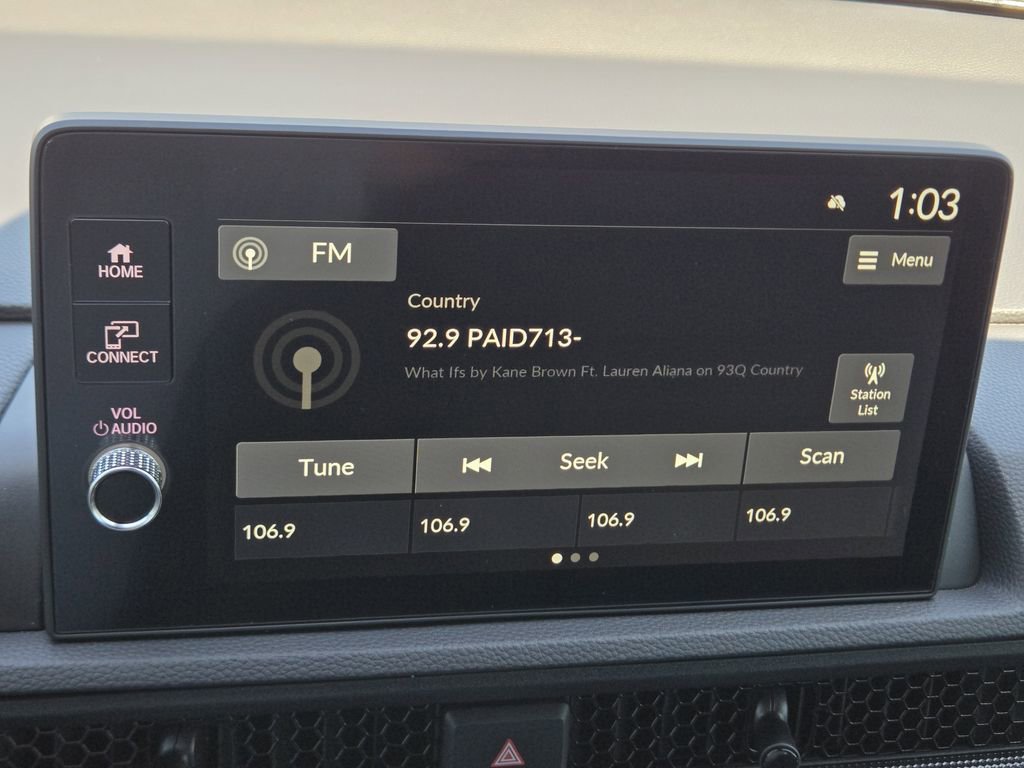 1:03
HOME
FM
Menu
CONNECT
Country
92.9 PAID713-
What Ifs by Kane Brown Ft. Lauren Aliana on 93Q Country
Station
List
VOL
AUDIO
Tune
Seek
Scan
106.9
106.9
106.9
106.9